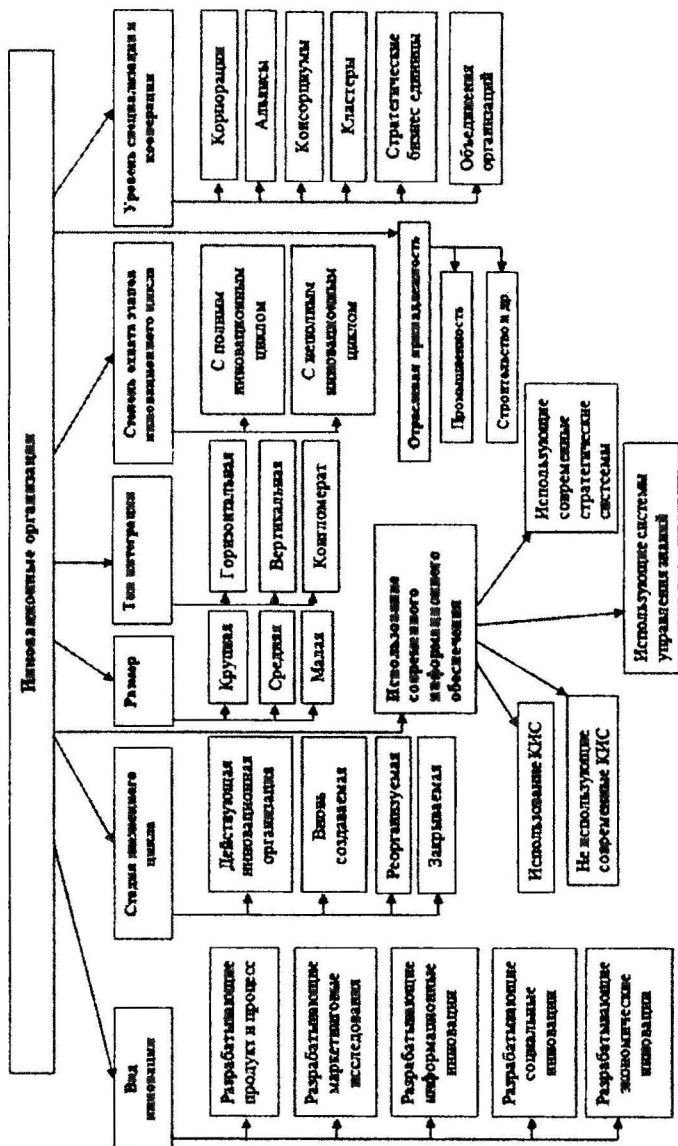 Инновационные организации
Вид
инновации
Разрабатывающие
продукт и процесс
Разрабатывающие
маркетинговые
исследования
Разрабатывающие
информационные
инновации
Разрабатывающие
социальные
инновации
Разрабатывающие
экономические
инновации
Стадия жизненного
цикла
Действующая
инновационная
организация
Вновь
создаваемая
Реорганизуемая
Закрываемая
Размер
Крупная
Средняя
Малая
Тип интеграции
Горизонтальная
Вертикальная
Конгломерат
Степень охвата этапов
инновационного цикла
С полным
инновационным
циклом
С неполным
инновационным
циклом
Уровень специализации и
кооперации
Корпорации
Альянсы
Консорциумы
Кластеры
Стратегические
бизнес единицы
Объединения
организаций
Использование
современного
информационного
обеспечения
Использование КИС
Не использующие
современные КИС
Использующие системы
управления знаний
Использующие
современные
стратегические
системы
Отраслевая принадлежность
Промышленность
Строительство и др.